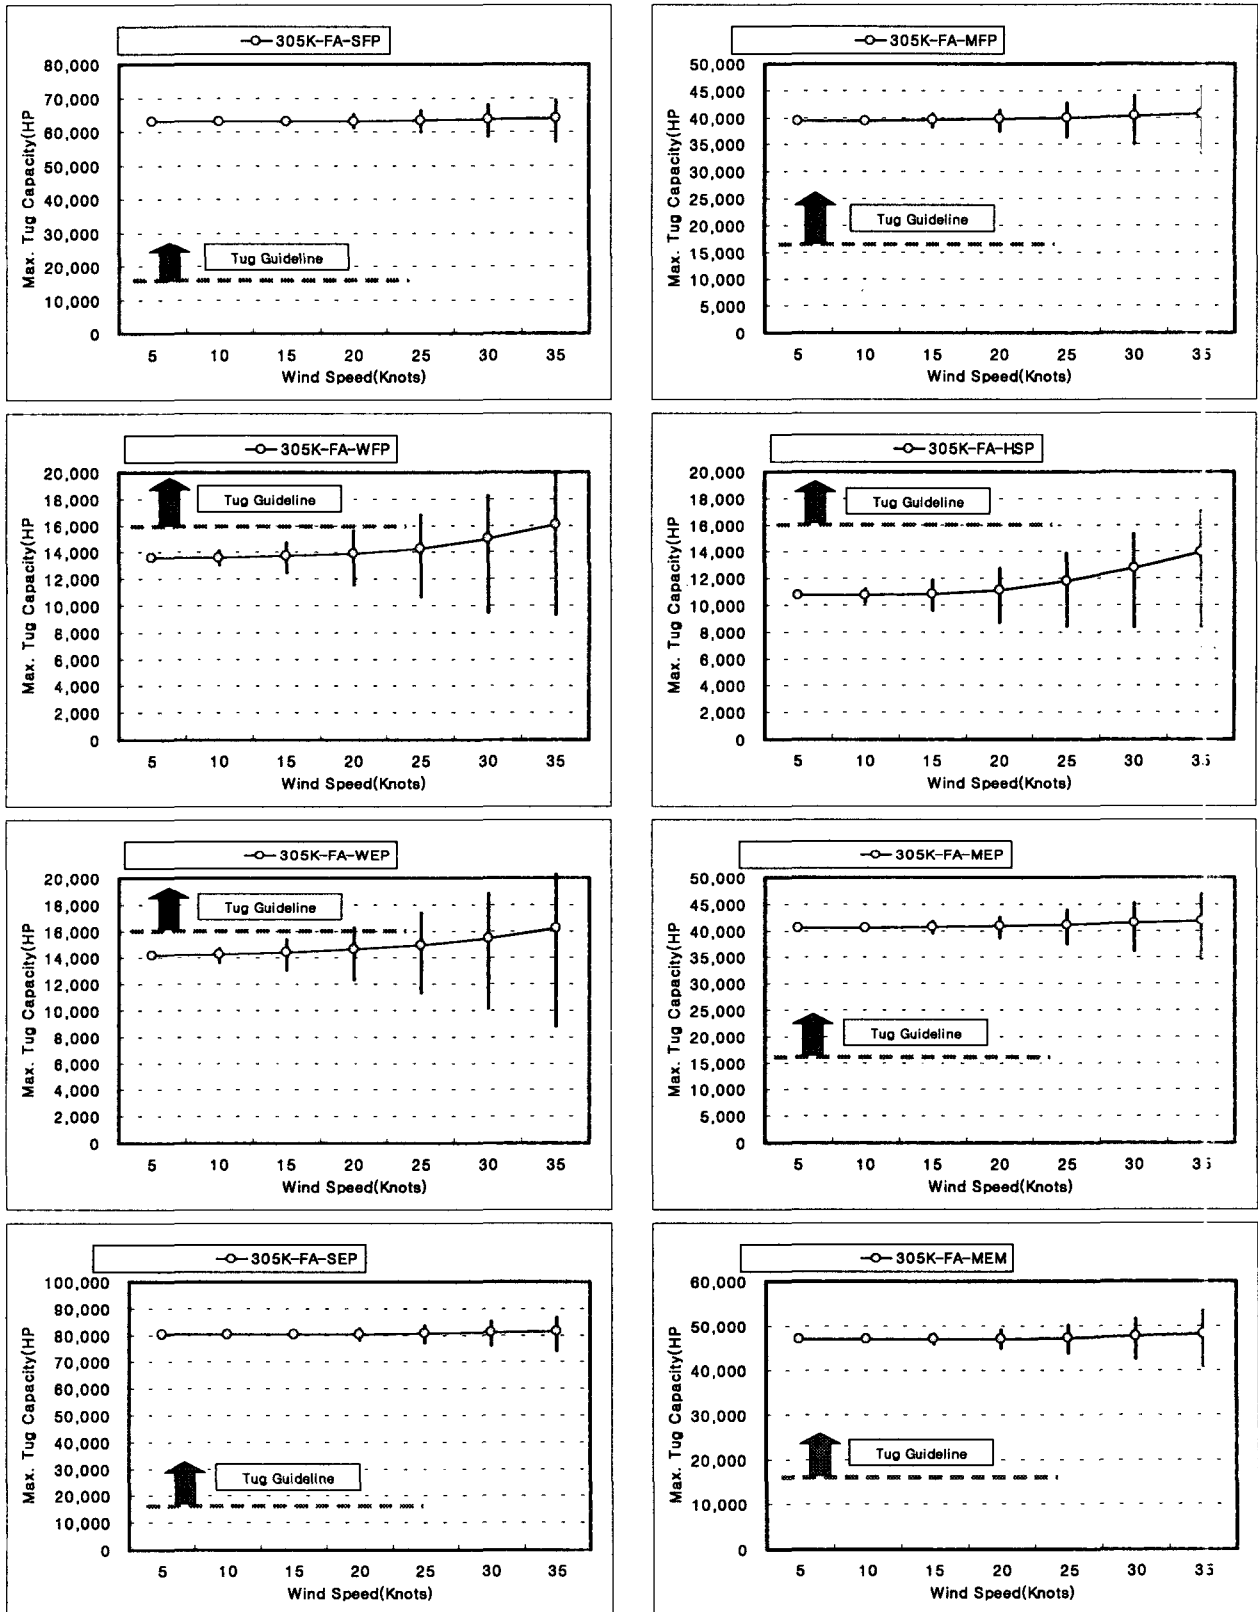 305K-FA-SFP
80,000
70,000
60,000
50,000
40,000
30,000
20,000
10,000
0
Max. Tug Capacity(HP
Tug Guideline
5 10 15 20 25 30 35
Wind Speed(Knots)
305K-FA-MFP
50,000
45,000
40,000
35,000
30,000
25,000
20,000
15,000
10,000
5,000
0
Max. Tug Capacity(HP
Tug Guideline
5 10 15 20 25 30 35
Wind Speed(Knots)
305K-FA-WFP
20,000
18,000
16,000
14,000
12,000
10,000
8,000
6,000
4,000
2,000
0
Max. Tug Capacity(HP
Tug Guideline
5 10 15 20 25 30 35
Wind Speed(Knots)
305K-FA-HSP
20,000
18,000
16,000
14,000
12,000
10,000
8,000
6,000
4,000
2,000
0
Max. Tug Capacity(HP
Tug Guideline
5 10 15 20 25 30 35
Wind Speed(Knots)
305K-FA-WEP
20,000
18,000
16,000
14,000
12,000
10,000
8,000
6,000
4,000
2,000
0
Max. Tug Capacity(HP
Tug Guideline
5 10 15 20 25 30 35
Wind Speed(Knots)
305K-FA-MEP
50,000
45,000
40,000
35,000
30,000
25,000
20,000
15,000
10,000
5,000
0
Max. Tug Capacity(HP
Tug Guideline
5 10 15 20 25 30 35
Wind Speed(Knots)
305K-FA-SEP
100,000
90,000
80,000
70,000
60,000
50,000
40,000
30,000
20,000
10,000
0
Max. Tug Capacity(HP
Tug Guideline
5 10 15 20 25 30 35
Wind Speed(Knots)
305K-FA-MEM
60,000
50,000
40,000
30,000
20,000
10,000
0
Max. Tug Capacity(HP
Tug Guideline
5 10 15 20 25 30 35
Wind Speed(Knots)